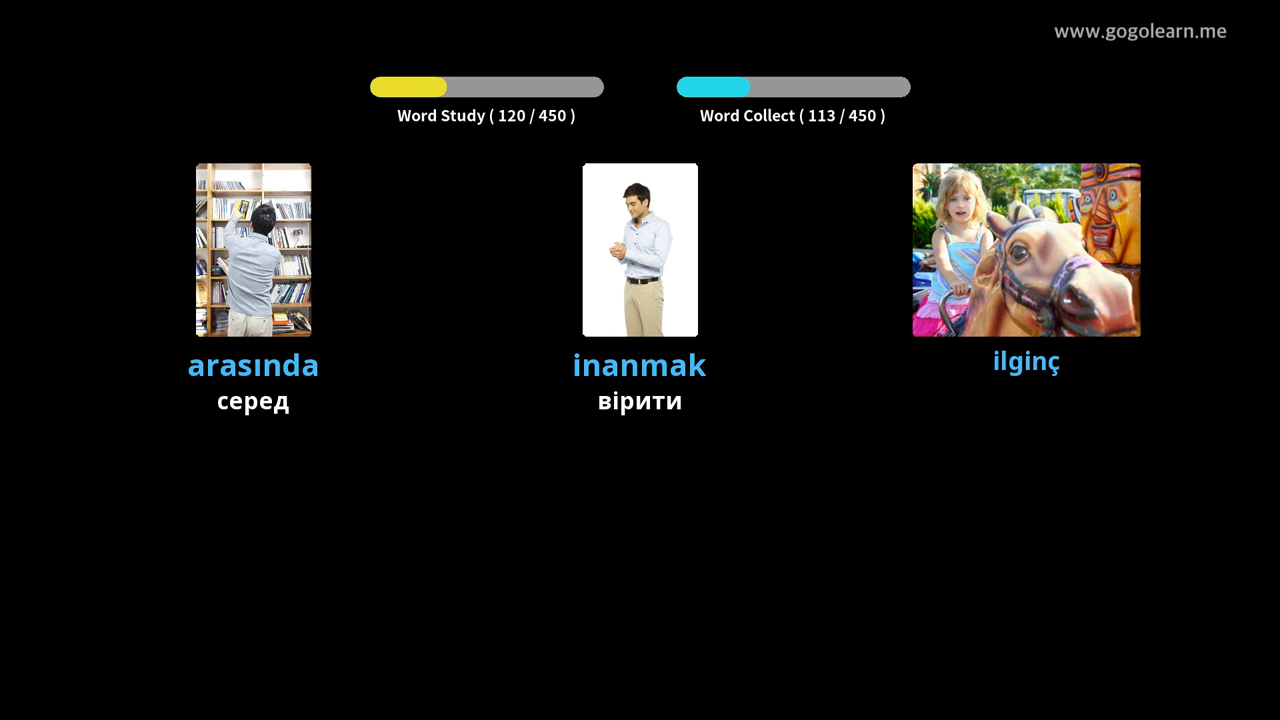 www.gogolearn.me
Word Study ( 120 / 450 )
Word Collect ( 113 / 450 )
arasında
inanmak
ilginç
серед
вірити